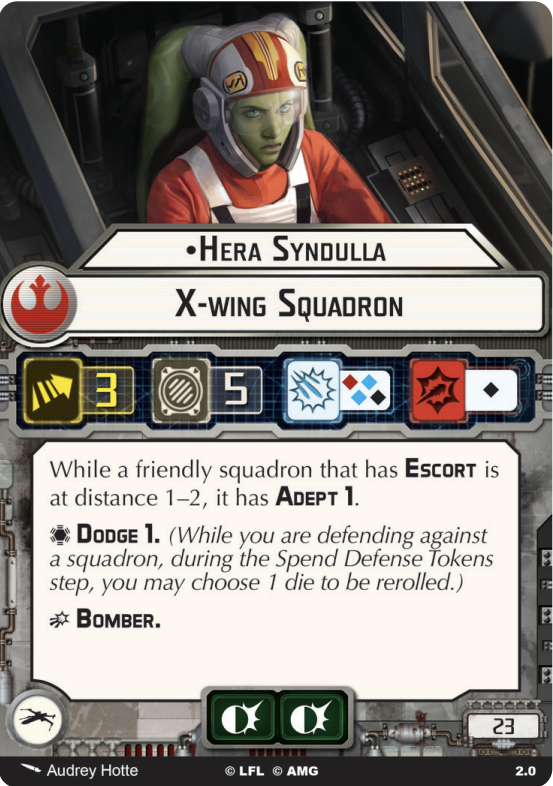 •Hera Syndulla
X-wing Squadron
3 5
While a friendly squadron that has Escort is
at distance 1–2, it has Adept 1.
Dodge 1. (While you are defending against
a squadron, during the Spend Defense Tokens
step, you may choose 1 die to be rerolled.)
Bomber.
23
Audrey Hotte © LFL © AMG 2.0